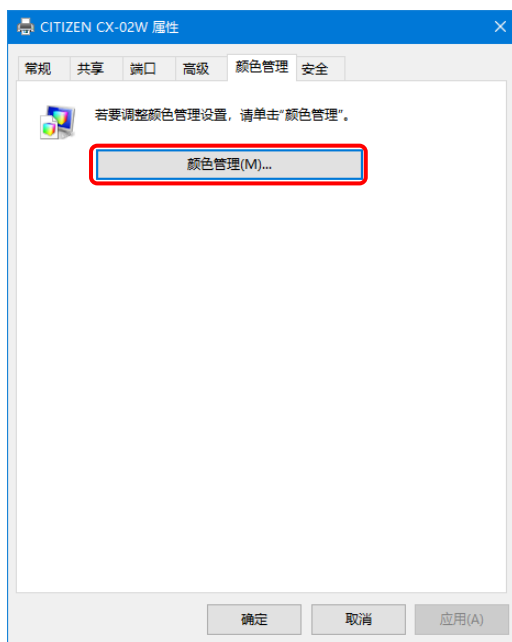 CITIZEN CX-02W 属性
常规 共享 端口 高级 颜色管理 安全
若要调整颜色管理设置，请单击“颜色管理”。
颜色管理(M)...
确定 取消 应用(A)